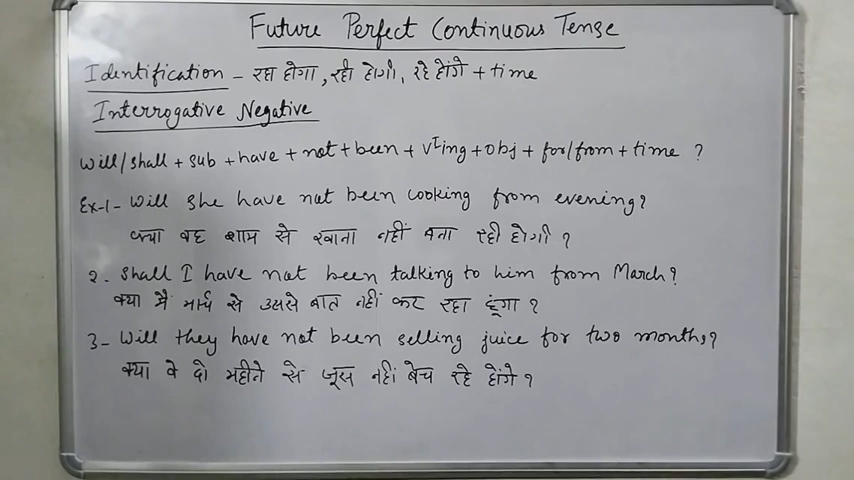 Future Perfect Continuous Tense
Identification - रहा होगा, रही होगी, रहे होंगे + time
Interrogative Negative
Will/shall + sub + have + not + been + vIing + obj + for/from + time ?
Ex-1- Will she have not been cooking from evening?
क्या वह शाम से खाना नहीं बना रही होगी ?
2. Shall I have not been talking to him from March?
क्या मैं मार्च से उससे बात नहीं कर रहा हूंगा ?
3- Will they have not been selling juice for two months?
क्या वे दो महीने से जूस नहीं बेच रहे होंगे ?